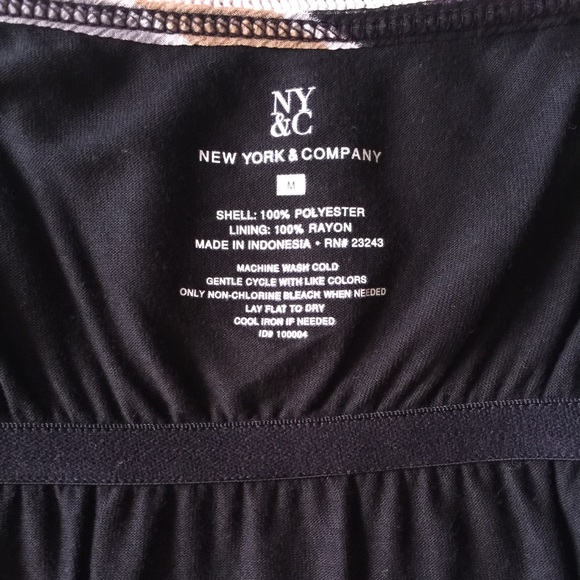 NY
&C
NEW YORK & COMPANY
M
SHELL: 100% POLYESTER
LINING: 100% RAYON
MADE IN INDONESIA • RN# 23243
MACHINE WASH COLD
GENTLE CYCLE WITH LIKE COLORS
ONLY NON-CHLORINE BLEACH WHEN NEEDED
LAY FLAT TO DRY
COOL IRON IF NEEDED
ID# 100004